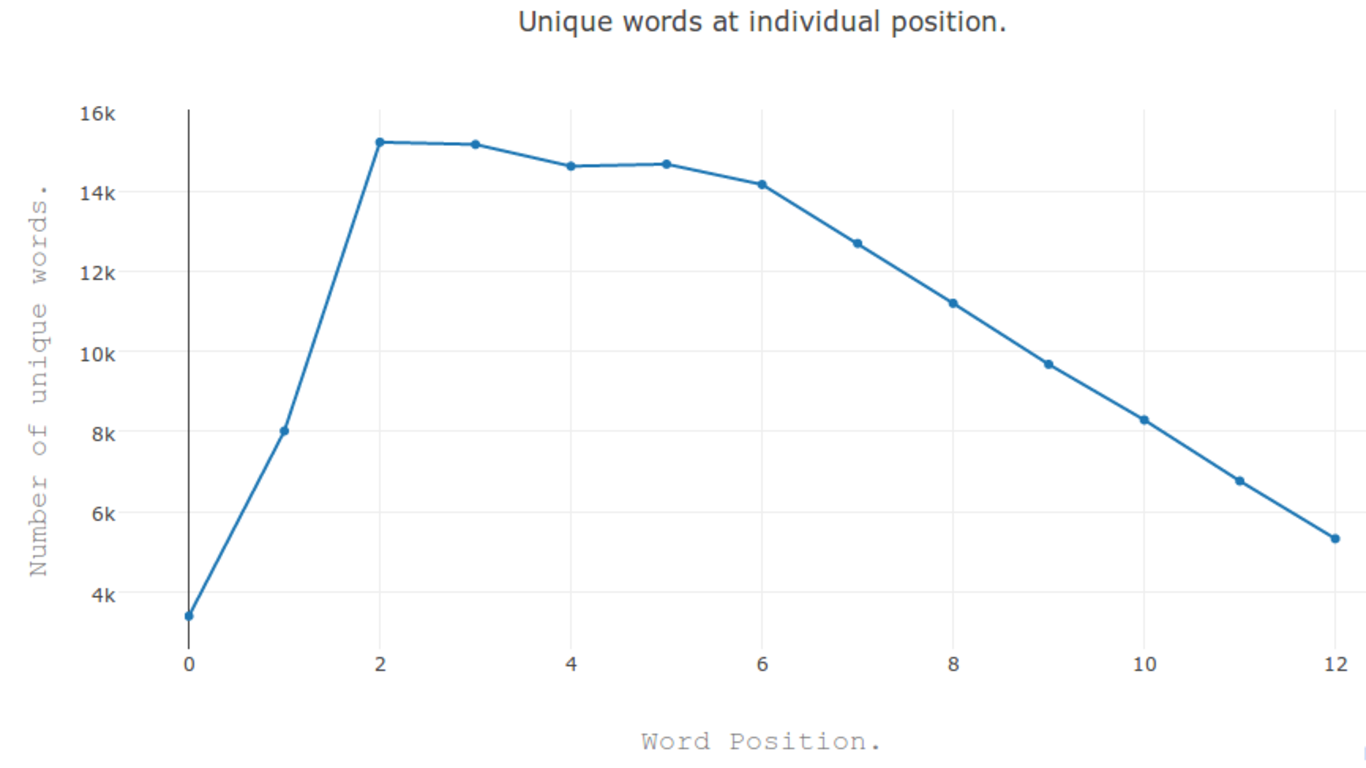 Unique words at individual position.
16k
14k
12k
10k
8k
6k
4k
Number of unique words.
0 2 4 6 8 10 12
Word Position.